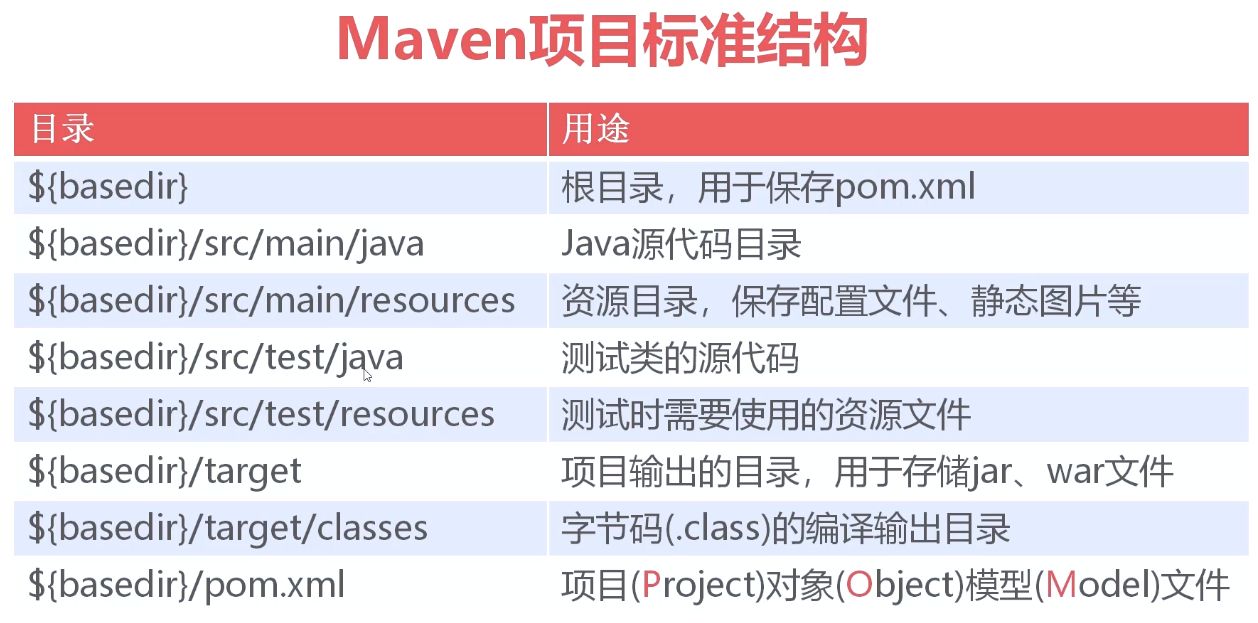 Maven项目标准结构
目录 用途
${basedir} 根目录，用于保存pom.xml
${basedir}/src/main/java Java源代码目录
${basedir}/src/main/resources 资源目录，保存配置文件、静态图片等
${basedir}/src/test/java 测试类的源代码
${basedir}/src/test/resources 测试时需要使用的资源文件
${basedir}/target 项目输出的目录，用于存储jar、war文件
${basedir}/target/classes 字节码(.class)的编译输出目录
${basedir}/pom.xml 项目(Project)对象(Object)模型(Model)文件